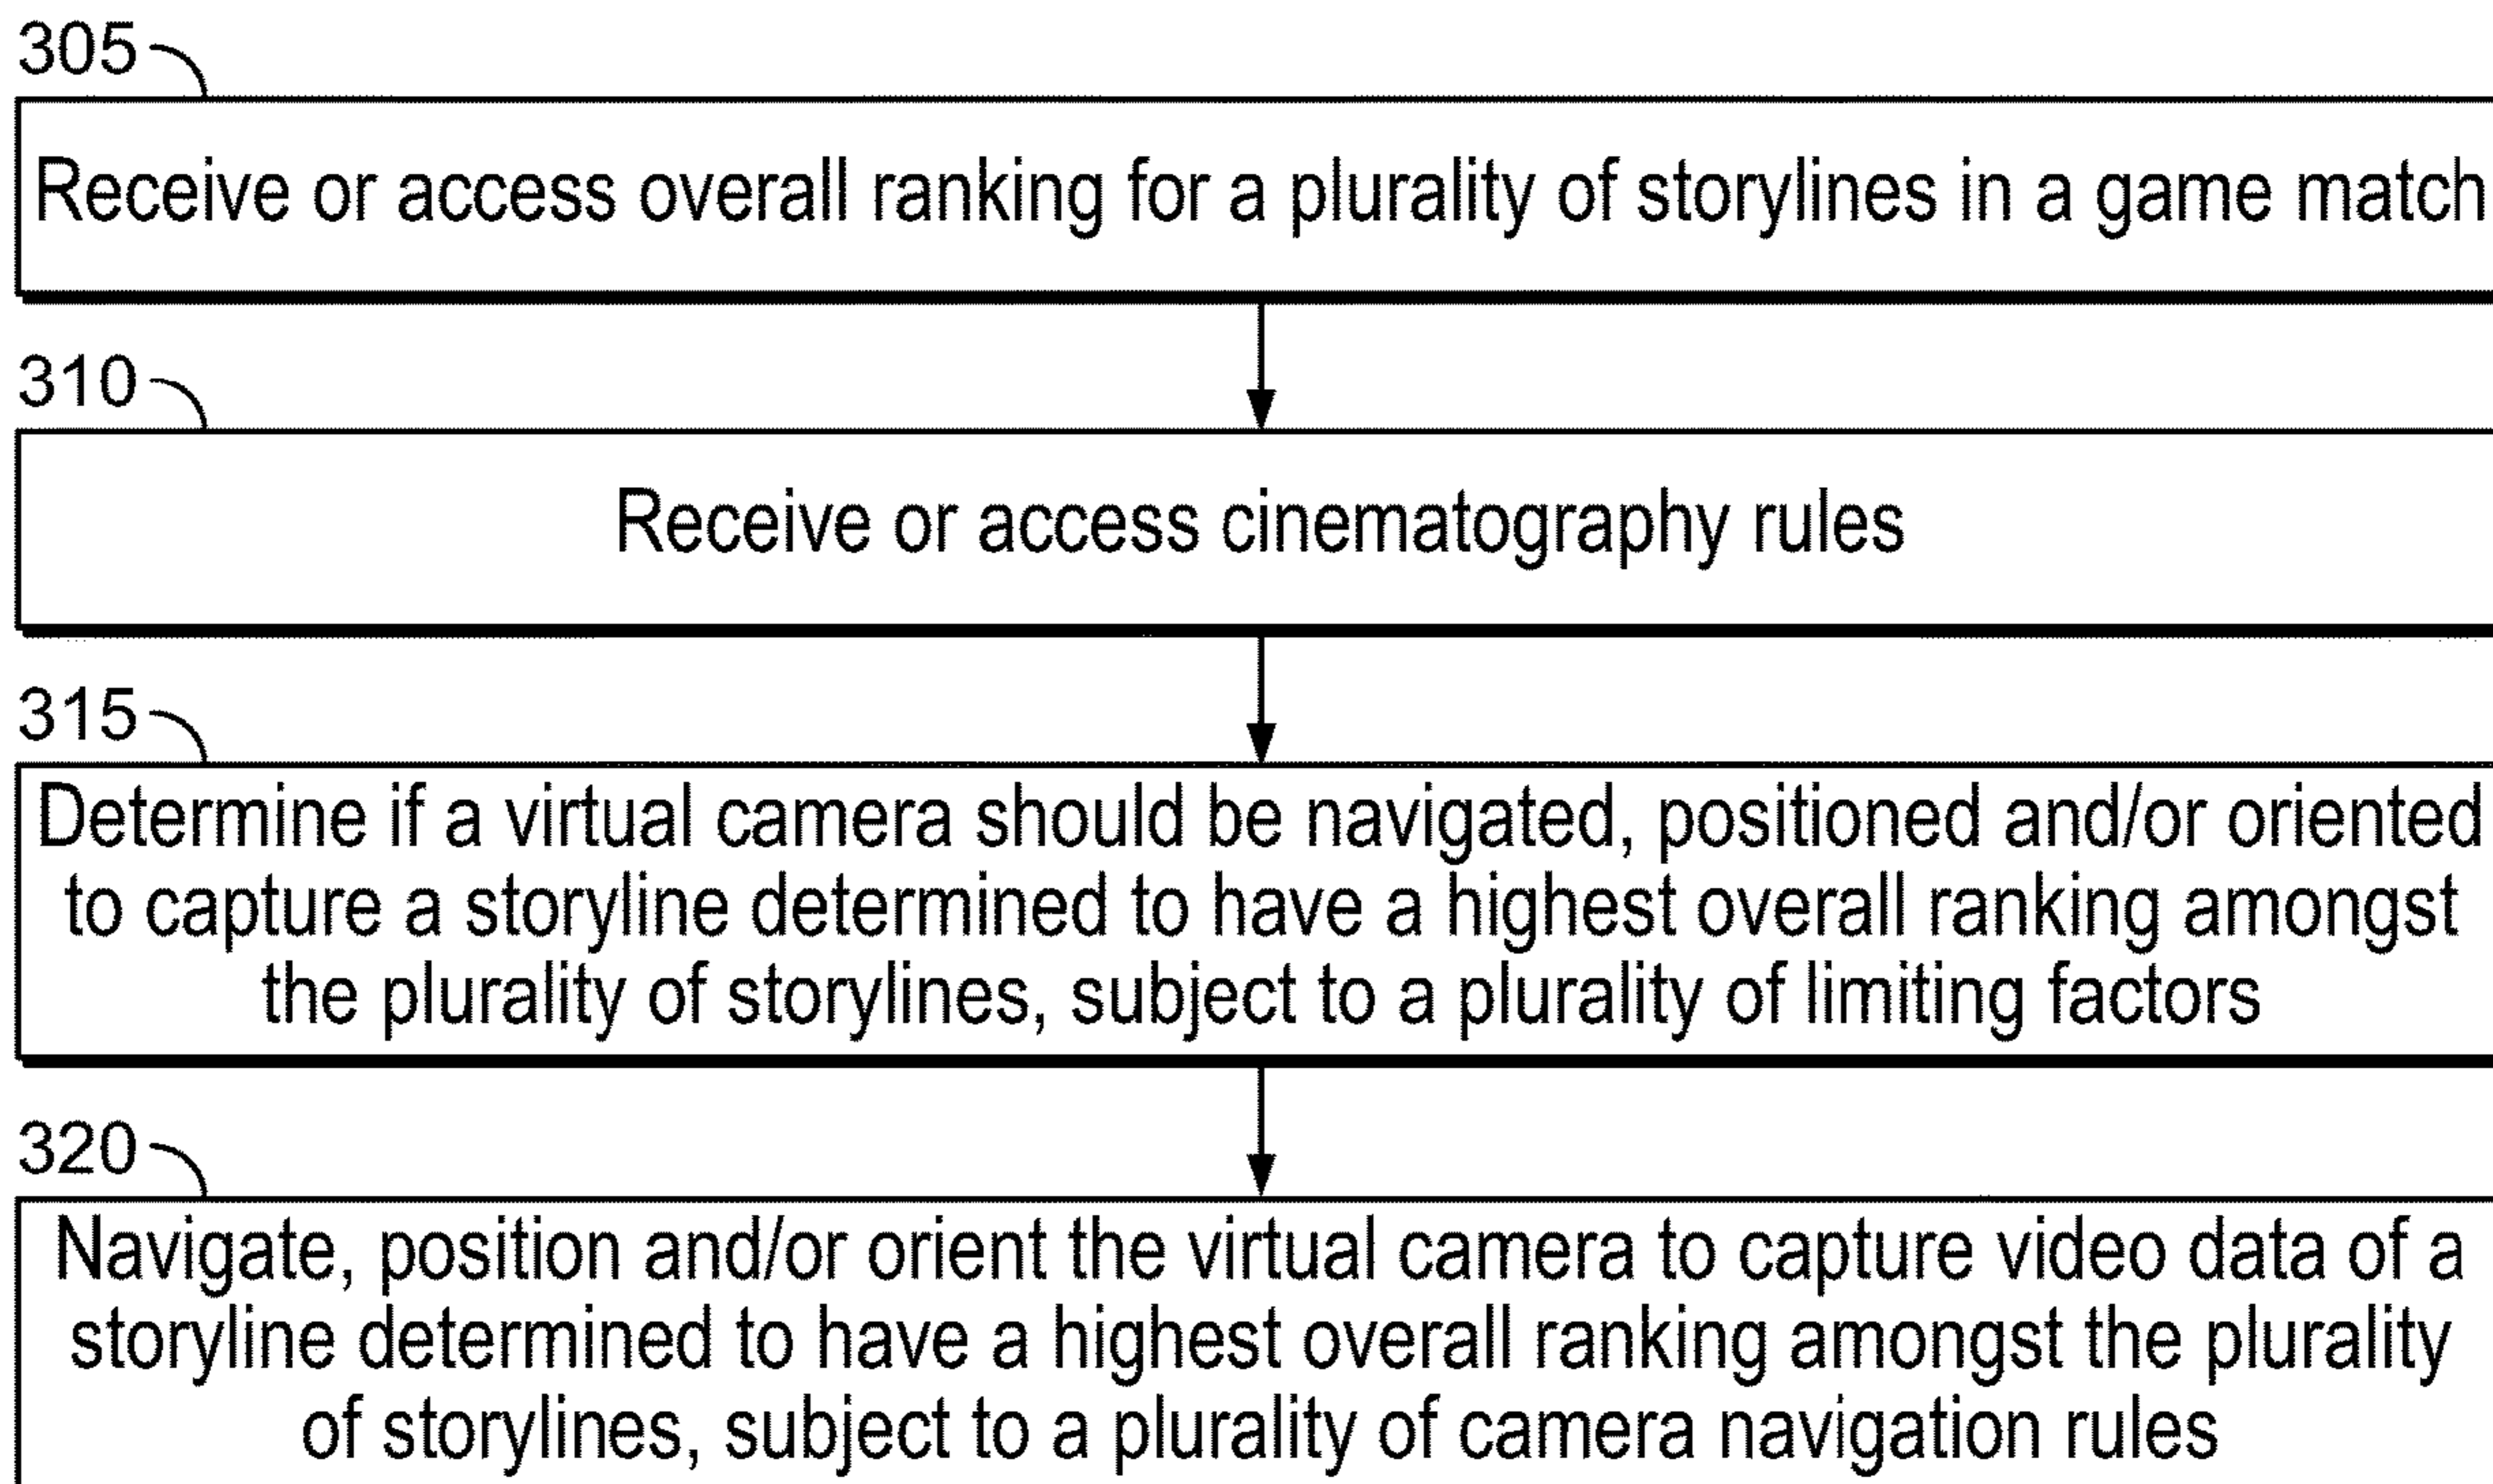 305
Receive or access overall ranking for a plurality of storylines in a game match
310
Receive or access cinematography rules
315
Determine if a virtual camera should be navigated, positioned and/or oriented
to capture a storyline determined to have a highest overall ranking amongst
the plurality of storylines, subject to a plurality of limiting factors
320
Navigate, position and/or orient the virtual camera to capture video data of a
storyline determined to have a highest overall ranking amongst the plurality
of storylines, subject to a plurality of camera navigation rules